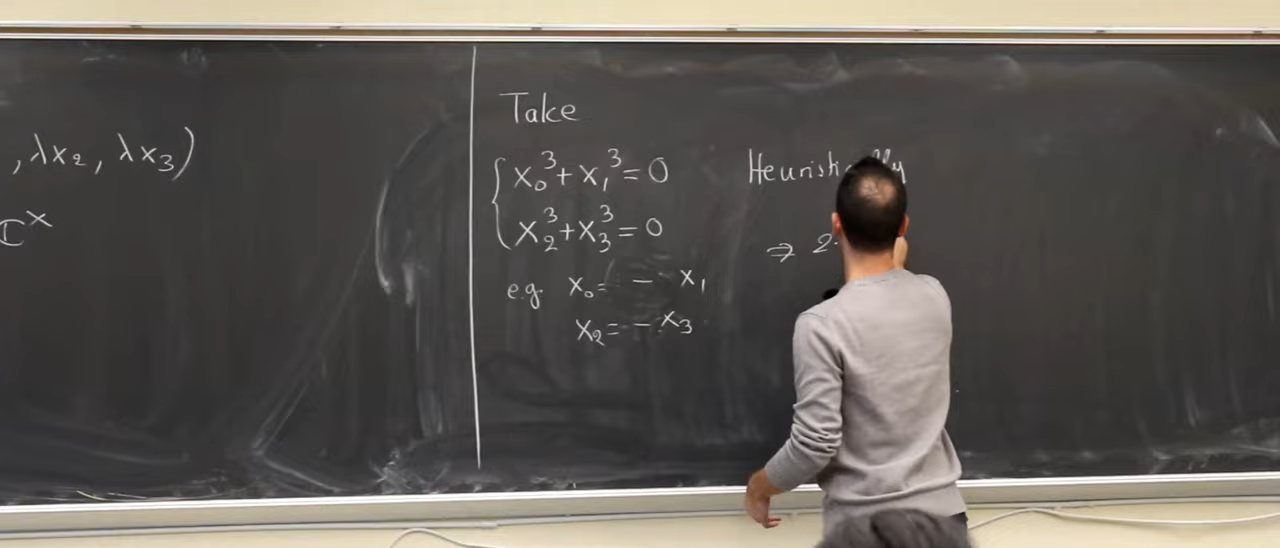 , λx₂, λx₃)
ℂˣ
Take
{ x₀³ + x₁³ = 0
x₂³ + x₃³ = 0
e.g. x₀ = - x₁
x₂ = - x₃
Heuristically
⇒ 2